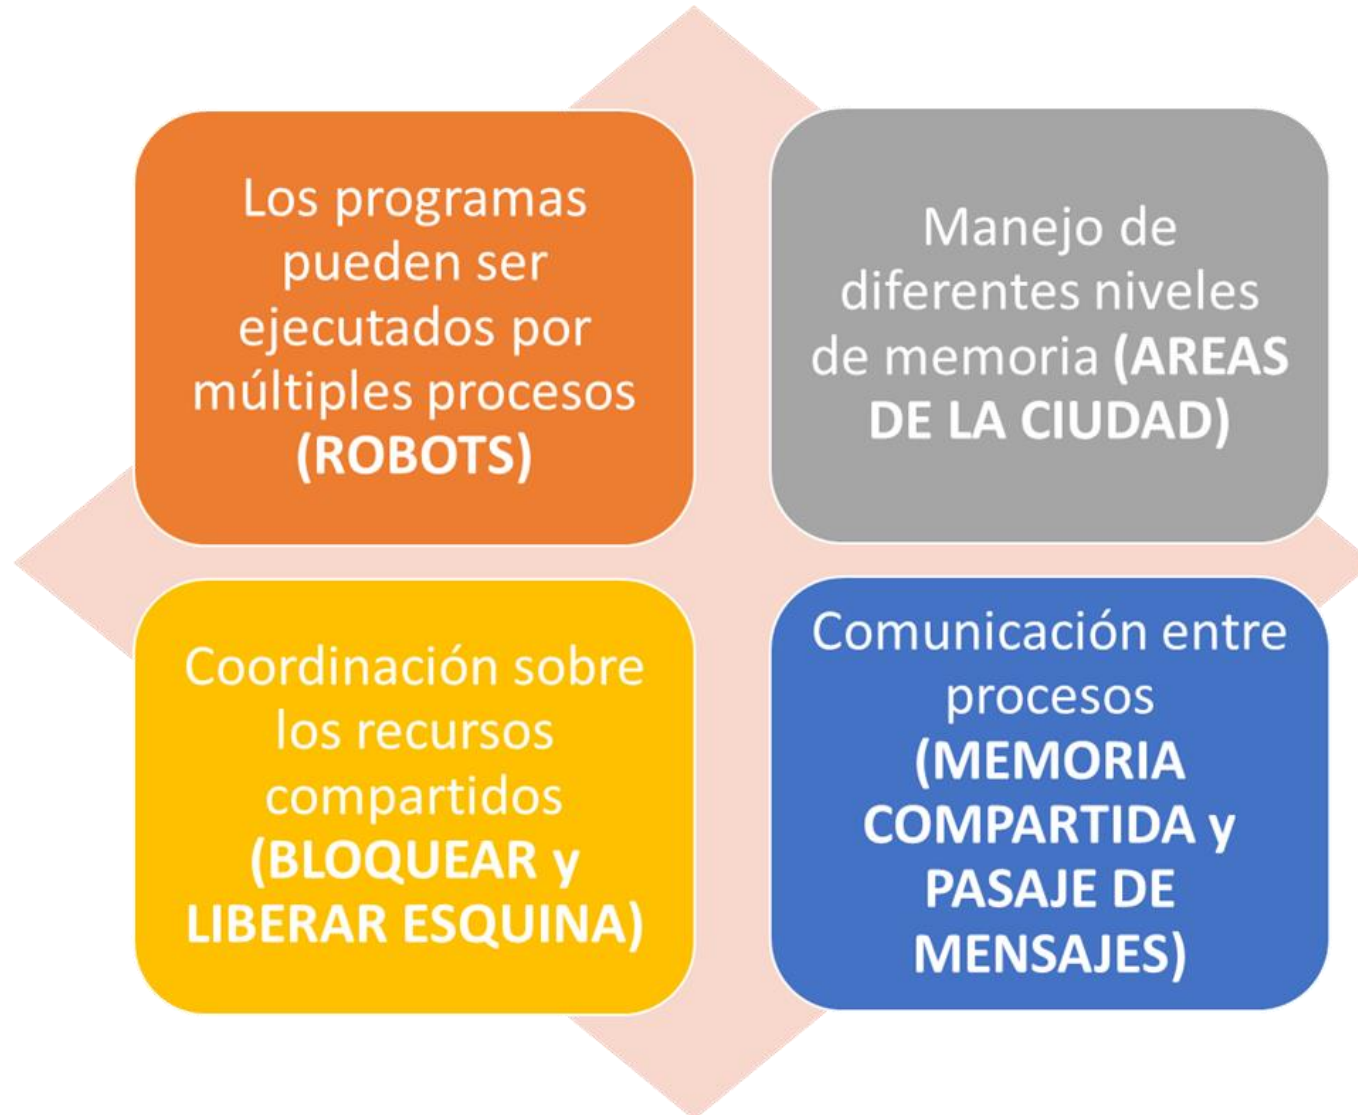 Los programas
pueden ser
ejecutados por
múltiples procesos
(ROBOTS)
Manejo de
diferentes niveles
de memoria (AREAS
DE LA CIUDAD)
Coordinación sobre
los recursos
compartidos
(BLOQUEAR y
LIBERAR ESQUINA)
Comunicación entre
procesos
(MEMORIA
COMPARTIDA y
PASAJE DE
MENSAJES)